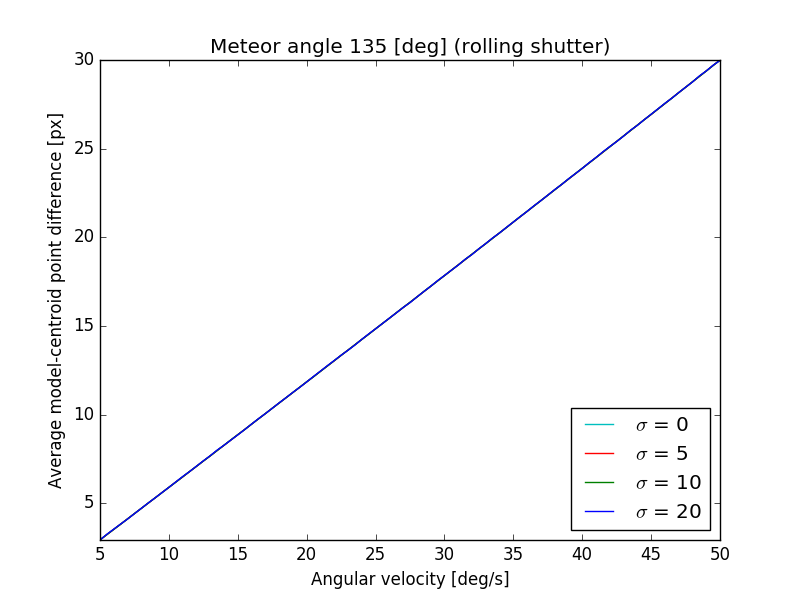 Meteor angle 135 [deg] (rolling shutter)
Average model-centroid point difference [px]
30
25
20
15
10
5
5 10 15 20 25 30 35 40 45 50
Angular velocity [deg/s]
σ = 0
σ = 5
σ = 10
σ = 20